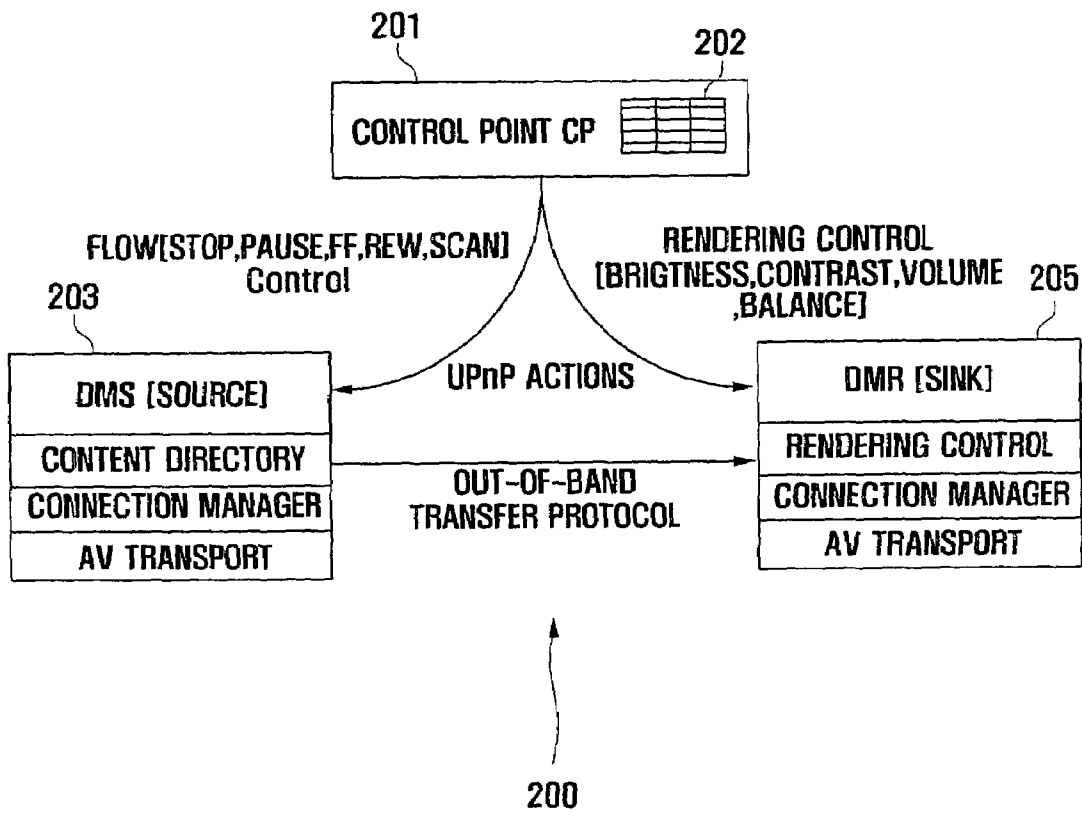 201
202
CONTROL POINT CP
FLOW[STOP,PAUSE,FF,REW,SCAN]
Control
RENDERING CONTROL
[BRIGTNESS,CONTRAST,VOLUME
,BALANCE]
203
205
DMS [SOURCE]
UPnP ACTIONS
DMR [SINK]
CONTENT DIRECTORY
RENDERING CONTROL
CONNECTION MANAGER
OUT-OF-BAND
TRANSFER PROTOCOL
CONNECTION MANAGER
AV TRANSPORT
AV TRANSPORT
200